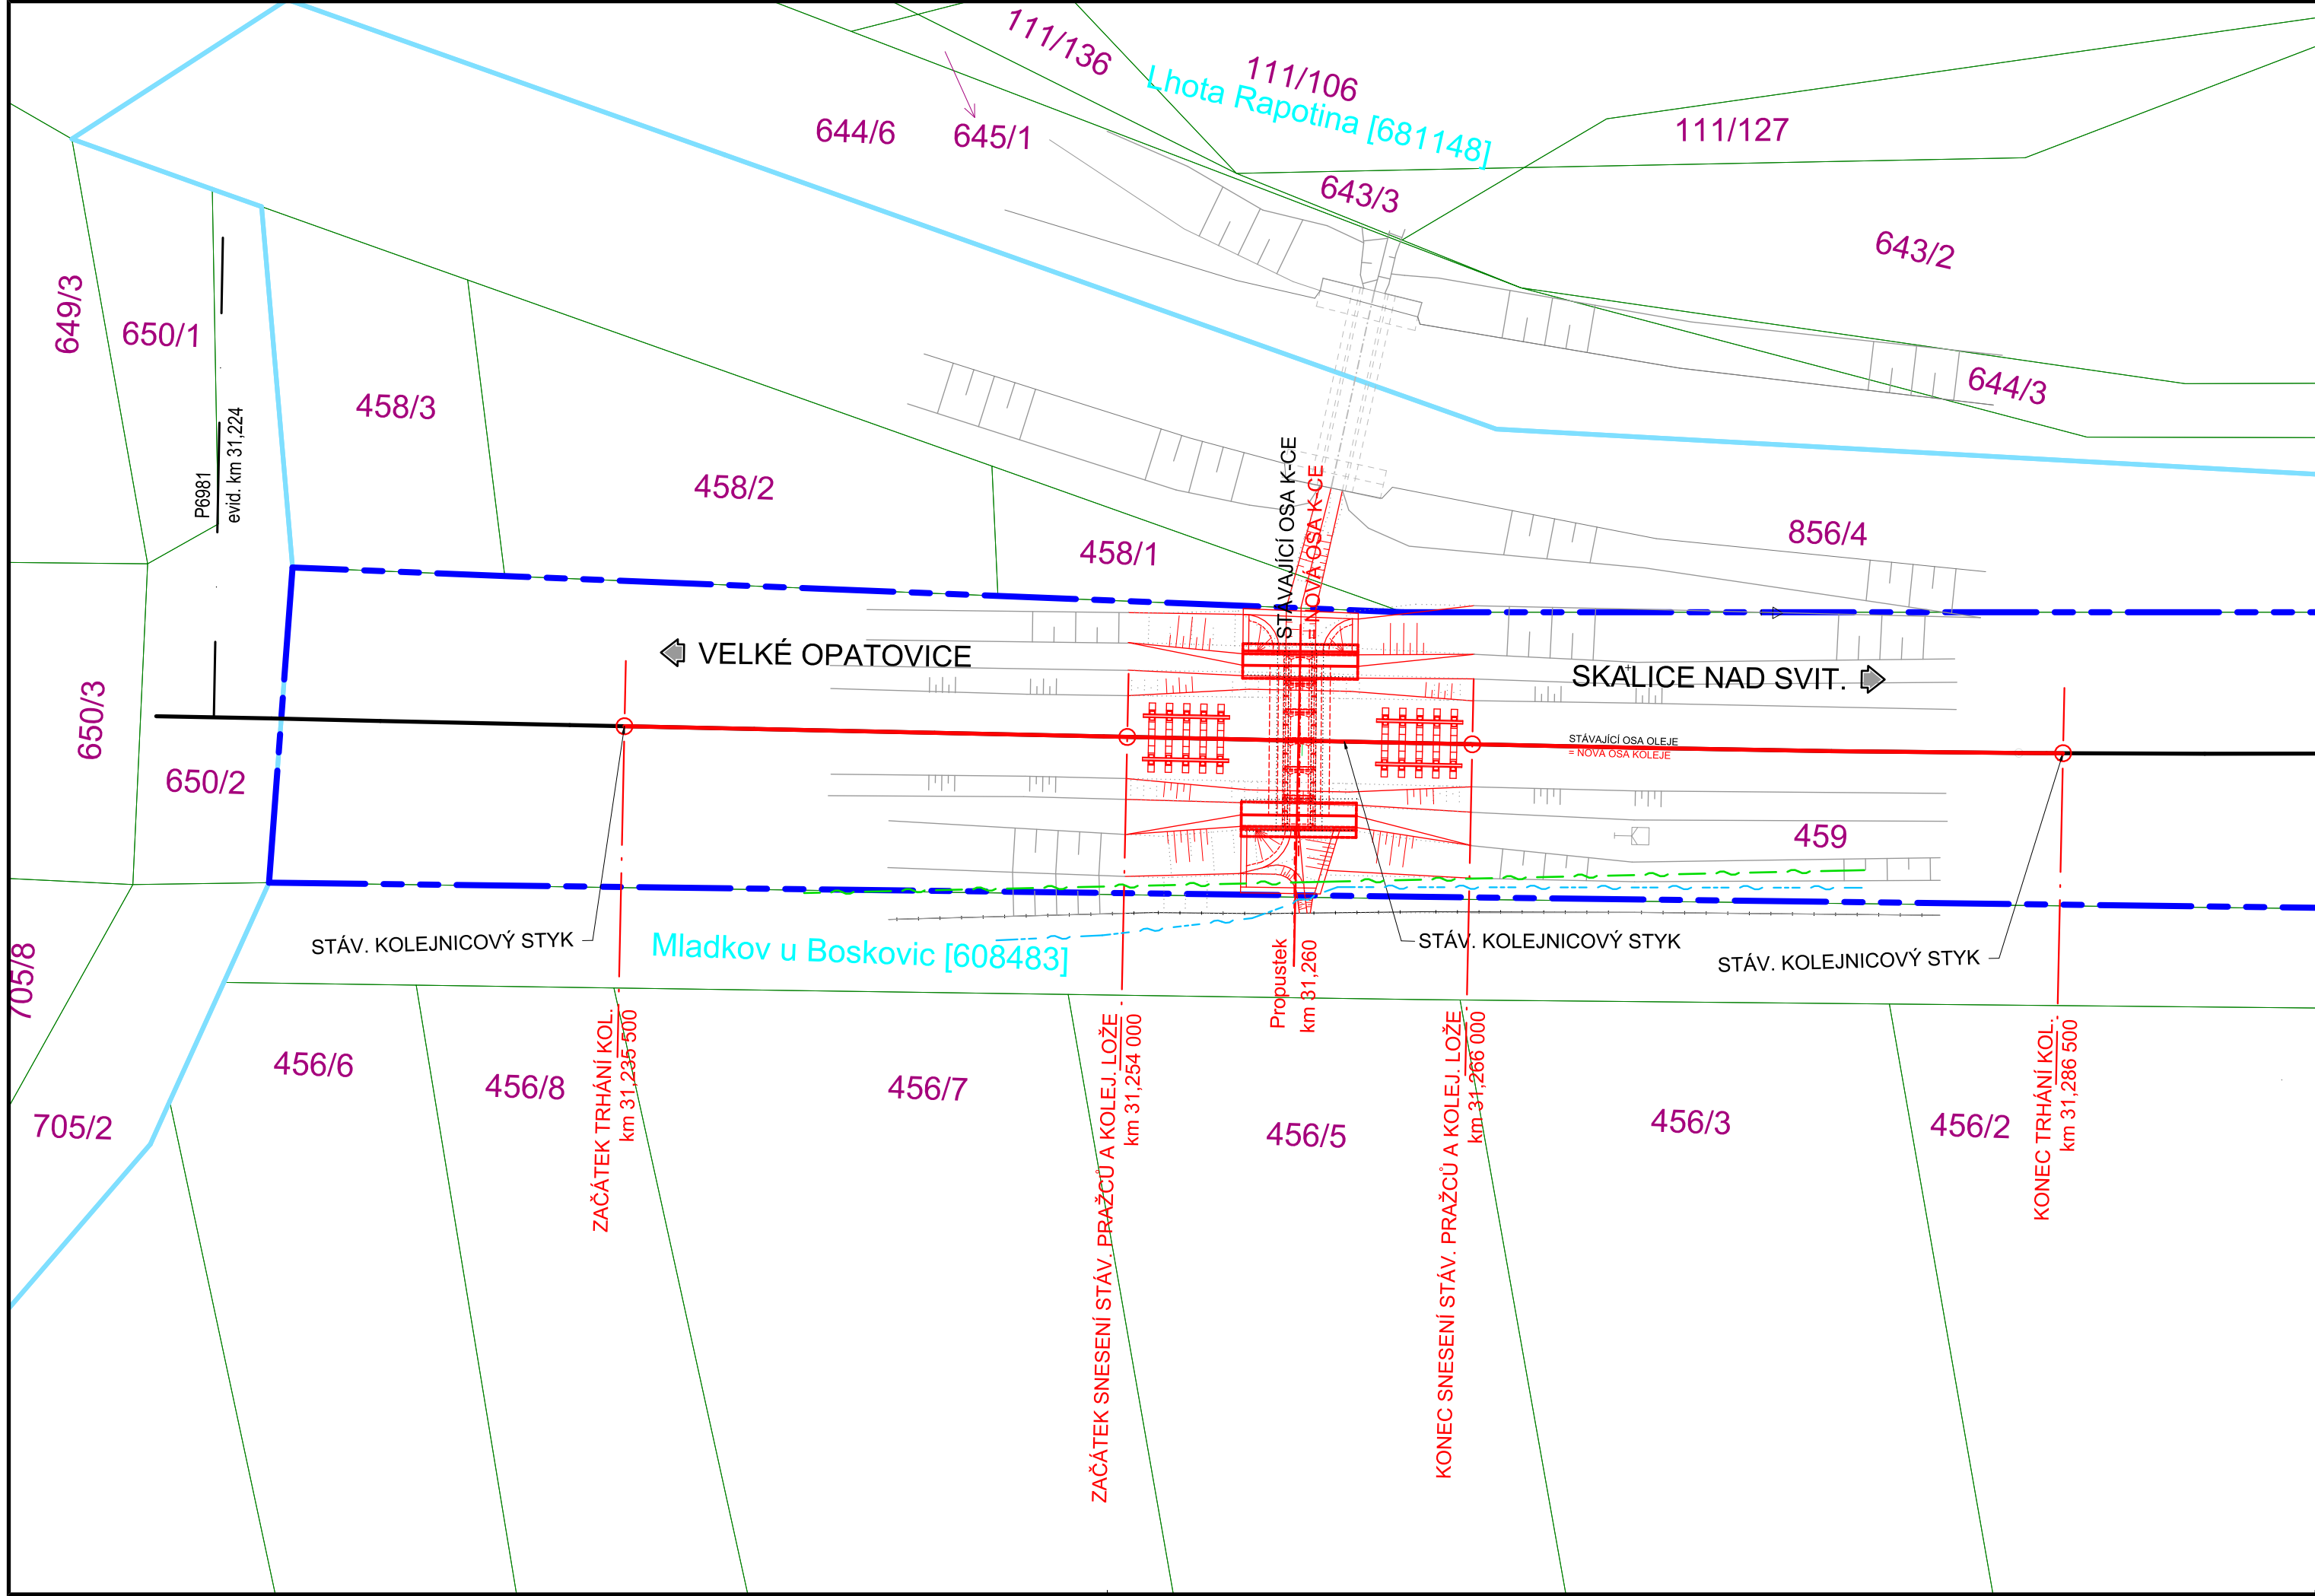 111/136
111/106
Lhota Rapotina [681148]
644/6
645/1
111/127
643/3
643/2
649/3
650/1
644/3
458/3
P6981
evid. km 31,224
458/2
STÁVAJÍCÍ OSA K-CE
= NOVÁ OSA K-CE
458/1
856/4
VELKÉ OPATOVICE
SKALICE NAD SVIT.
650/3
STÁVAJÍCÍ OSA OLEJE
= NOVÁ OSA KOLEJE
650/2
459
STÁV. KOLEJNICOVÝ STYK
Mladkov u Boskovic [608483]
STÁV. KOLEJNICOVÝ STYK
STÁV. KOLEJNICOVÝ STYK
705/8
Propustek
km 31,260
ZAČÁTEK TRHÁNÍ KOL.
km 31,235 500
ZAČÁTEK SNESENÍ STÁV. PRAŽCŮ A KOLEJ. LOŽE
km 31,254 000
KONEC SNESENÍ STÁV. PRAŽCŮ A KOLEJ. LOŽE
km 31,266 000
KONEC TRHÁNÍ KOL.
km 31,286 500
456/6
456/8
456/7
705/2
456/5
456/3
456/2